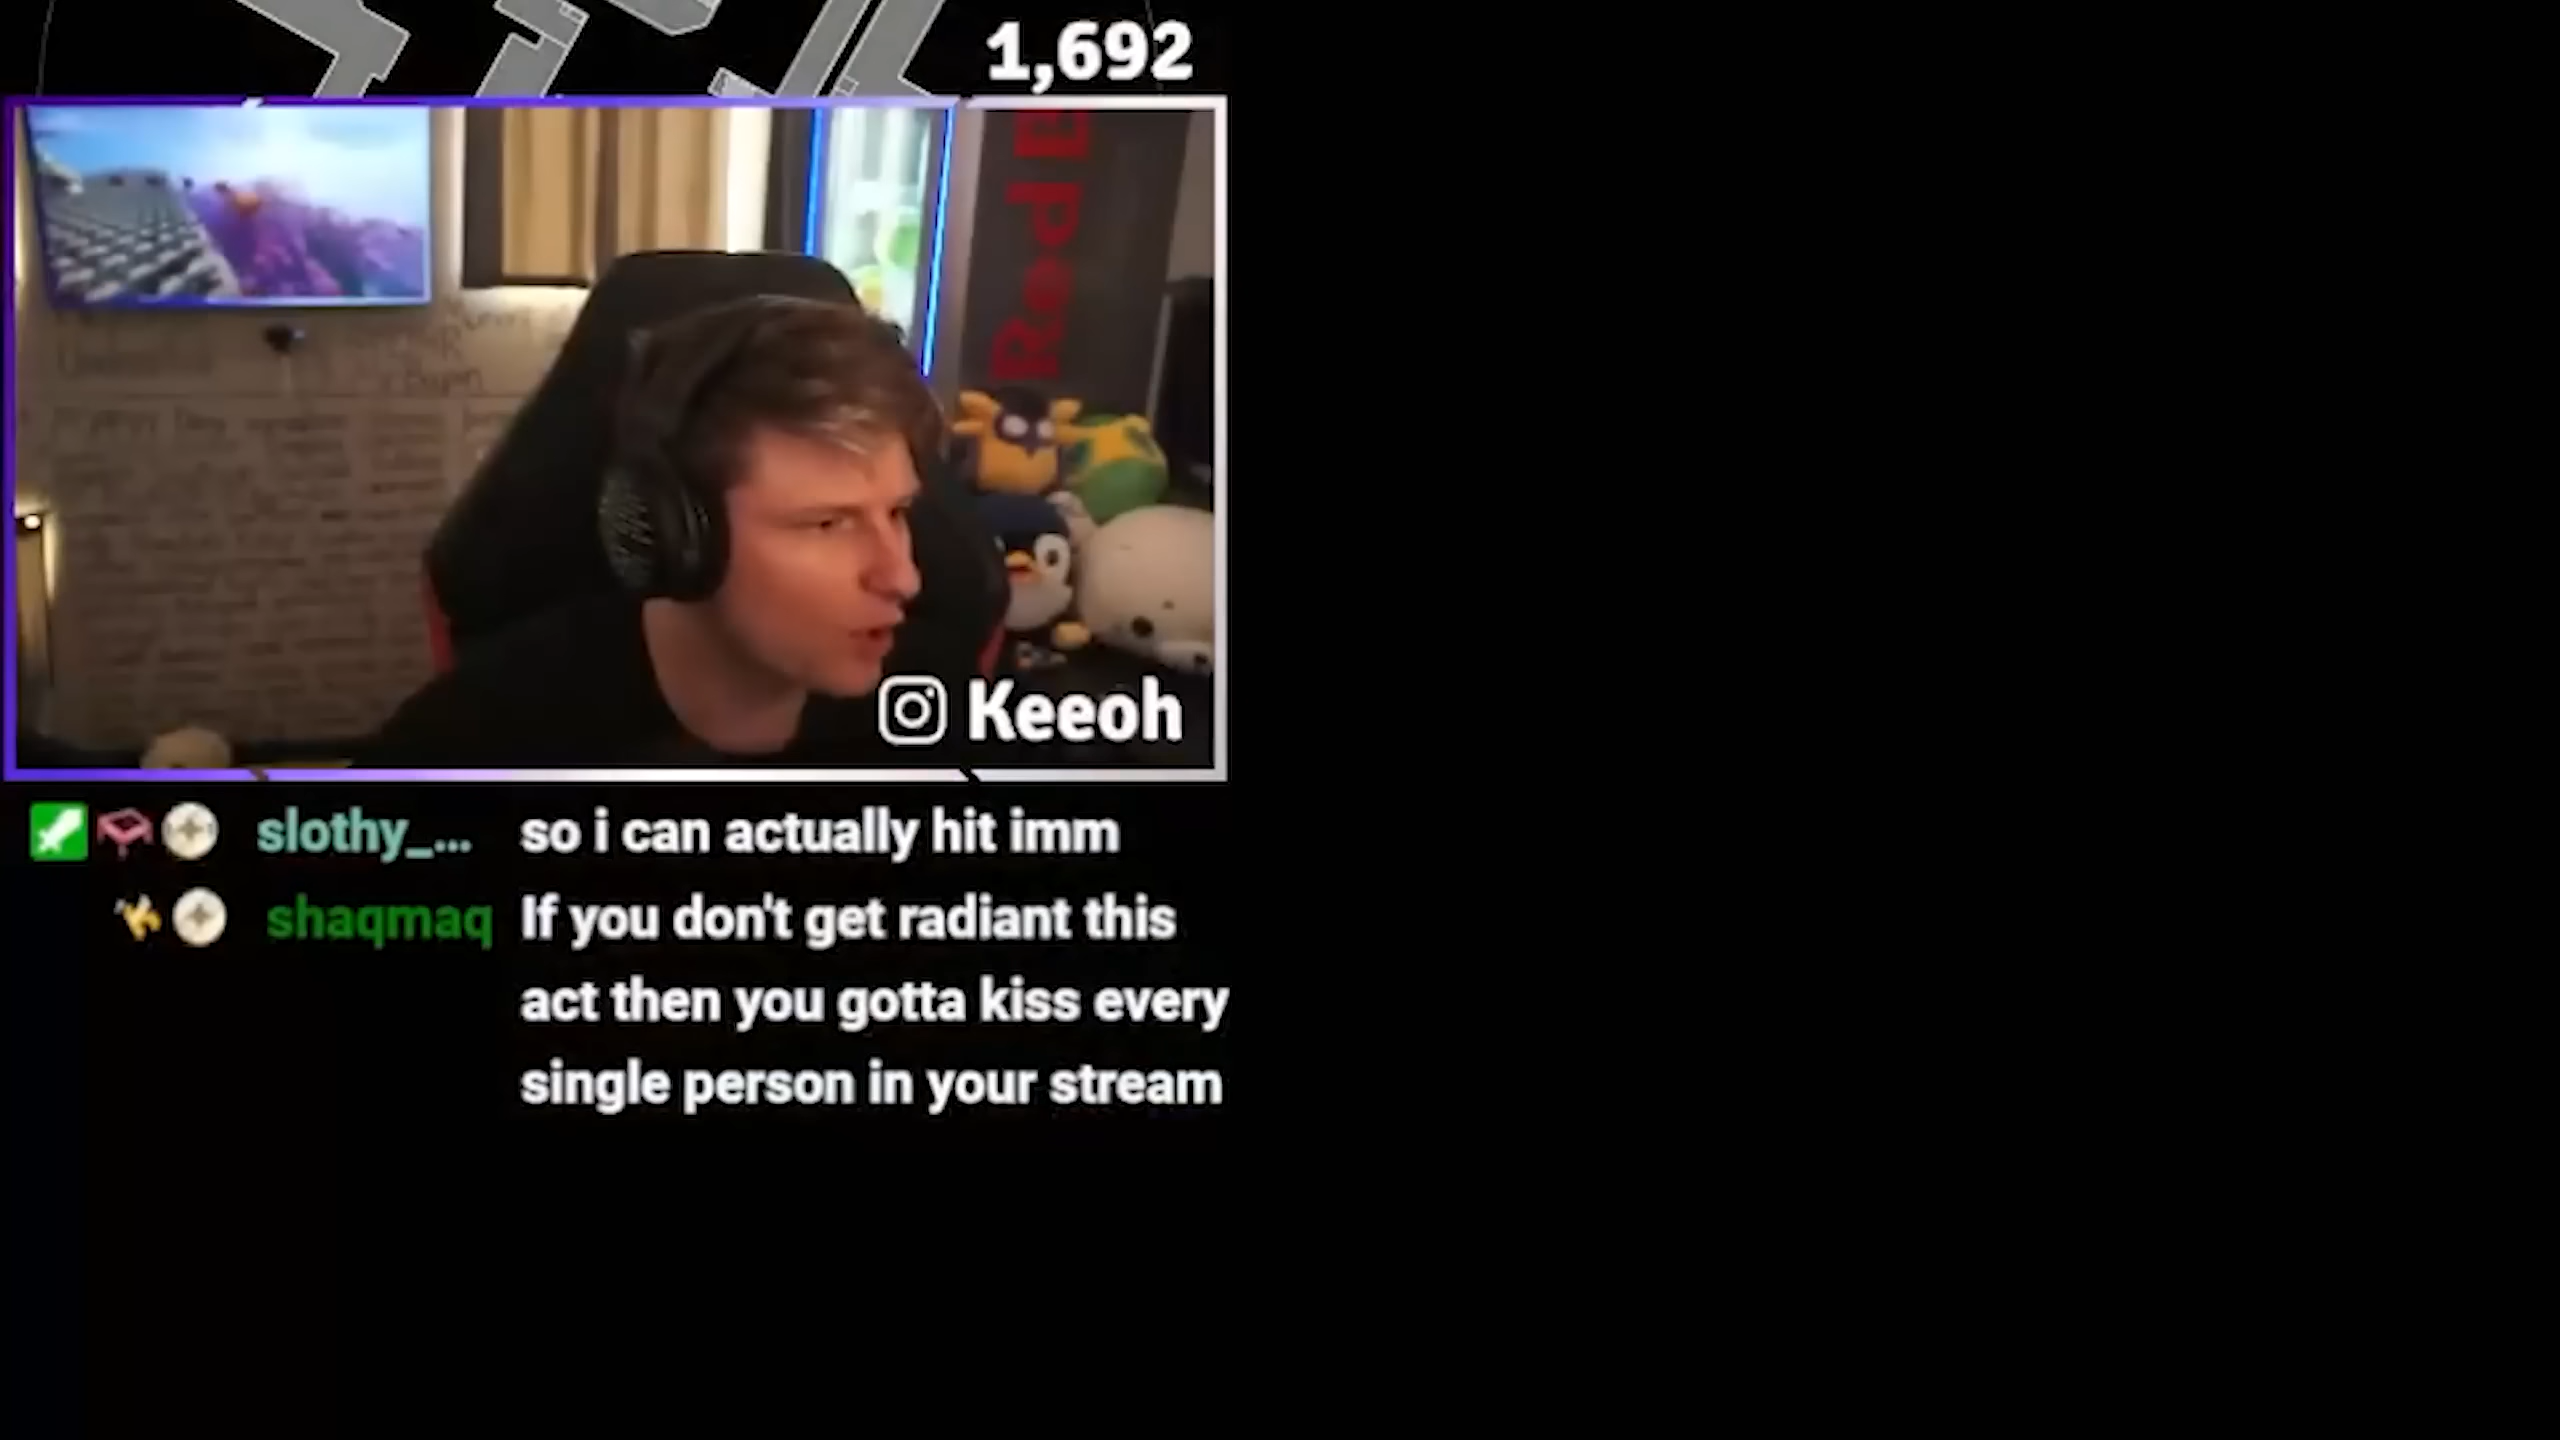 1,692
Red
Keeoh
slothy_... so i can actually hit imm
shaqmaq If you don't get radiant this
act then you gotta kiss every
single person in your stream